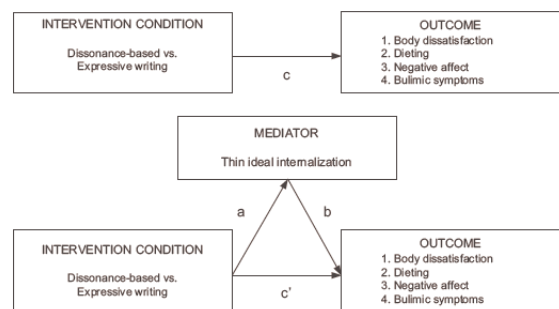 INTERVENTION CONDITION
Dissonance-based vs.
Expressive writing
c
OUTCOME
1. Body dissatisfaction
2. Dieting
3. Negative affect
4. Bulimic symptoms
MEDIATOR
Thin ideal internalization
a
b
INTERVENTION CONDITION
Dissonance-based vs.
Expressive writing
c'
OUTCOME
1. Body dissatisfaction
2. Dieting
3. Negative affect
4. Bulimic symptoms